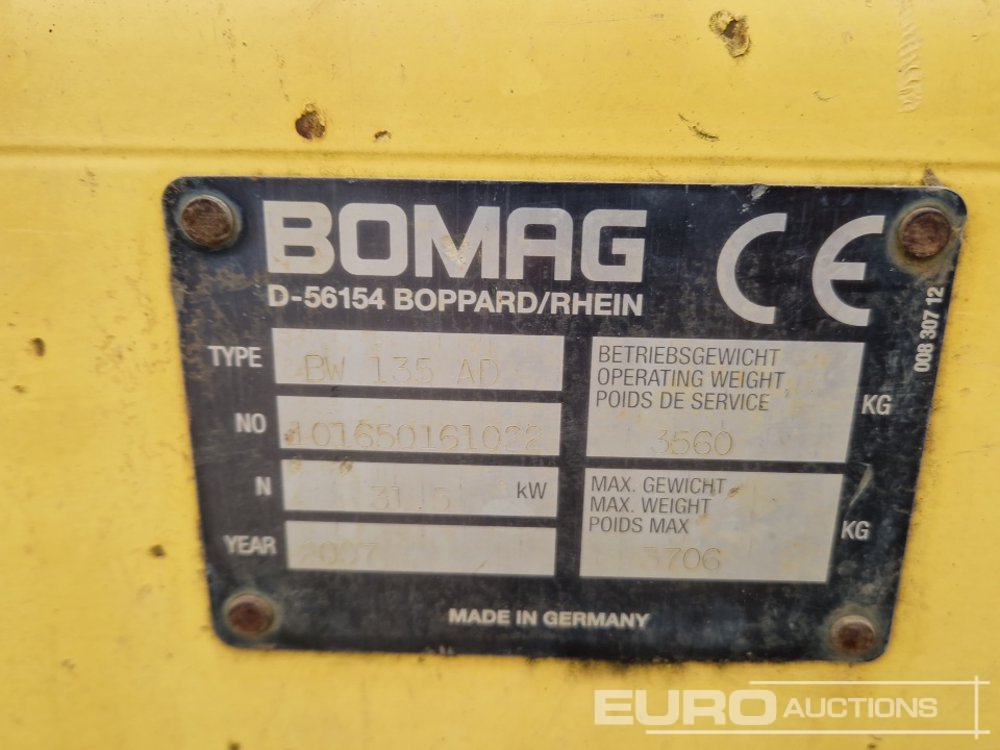 BOMAG
CE
D-56154 BOPPARD/RHEIN
TYPE BW 135 AD
NO 101650161022
N 31.5 kW
YEAR 2007
BETRIEBSGEWICHT
OPERATING WEIGHT
POIDS DE SERVICE
3560 KG
MAX. GEWICHT
MAX. WEIGHT
POIDS MAX
3706 KG
008 307 12
MADE IN GERMANY
EURO AUCTIONS